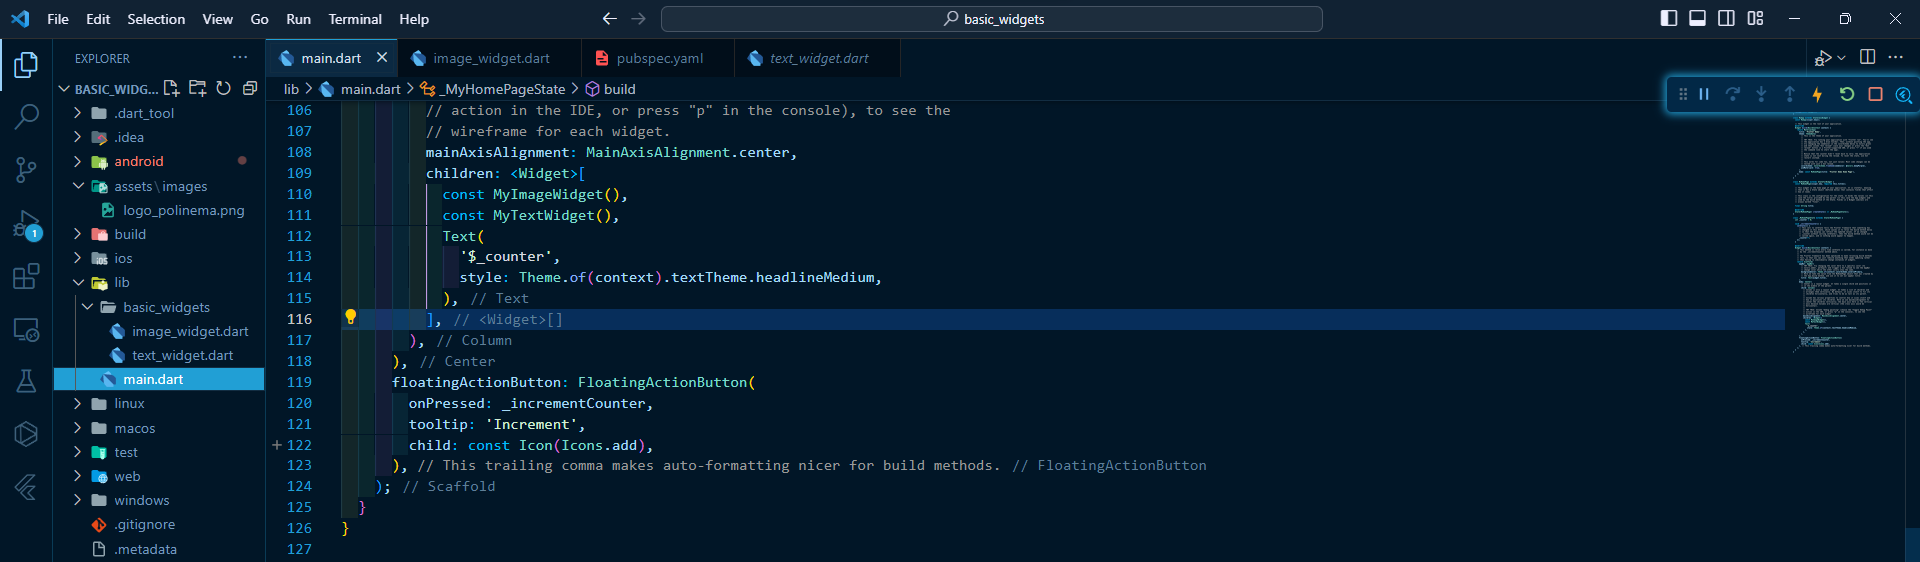 File Edit Selection View Go Run Terminal Help
basic_widgets
EXPLORER
BASIC_WIDG...
.dart_tool
.idea
android
assets\images
logo_polinema.png
build
ios
lib
basic_widgets
image_widget.dart
text_widget.dart
main.dart
linux
macos
test
web
windows
.gitignore
.metadata
1
main.dart image_widget.dart pubspec.yaml text_widget.dart
lib > main.dart > _MyHomePageState > build
106 // action in the IDE, or press "p" in the console), to see the
107 // wireframe for each widget.
108 mainAxisAlignment: MainAxisAlignment.center,
109 children: <Widget>[
110 const MyImageWidget(),
111 const MyTextWidget(),
112 Text(
113 '$_counter',
114 style: Theme.of(context).textTheme.headlineMedium,
115 ), // Text
116 ], // <Widget>[]
117 ), // Column
118 ), // Center
119 floatingActionButton: FloatingActionButton(
120 onPressed: _incrementCounter,
121 tooltip: 'Increment',
122 child: const Icon(Icons.add),
123 ), // This trailing comma makes auto-formatting nicer for build methods. // FloatingActionButton
124 ); // Scaffold
125 }
126 }
127